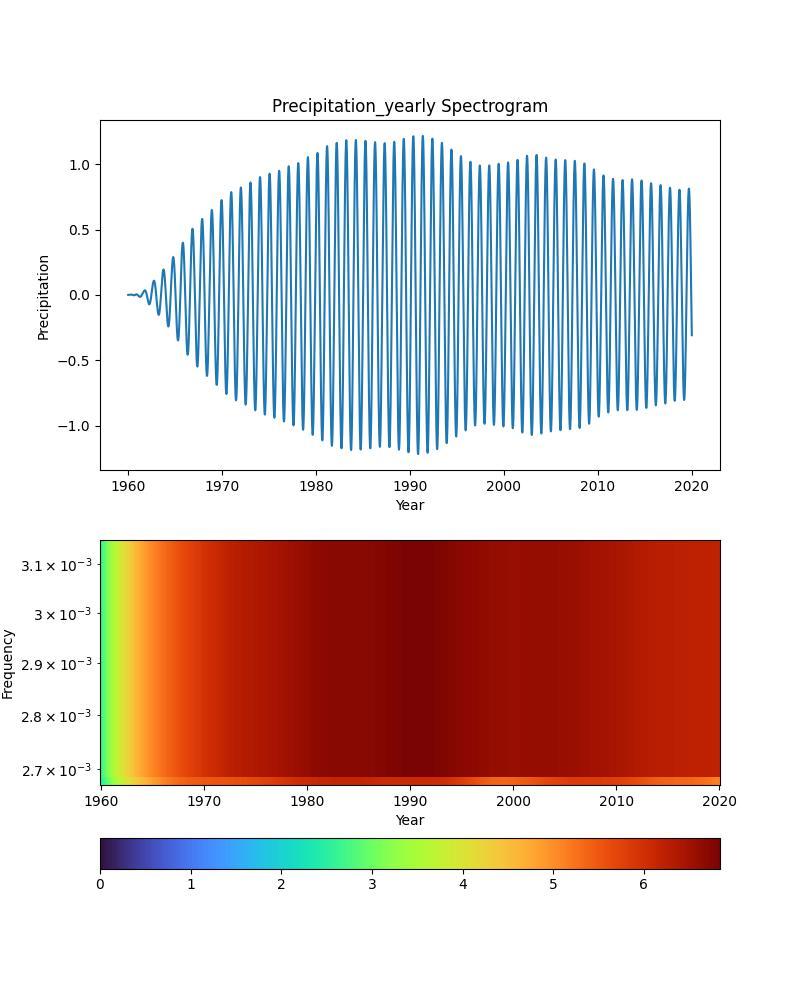 Precipitation_yearly Spectrogram
1.0
0.5
0.0
−0.5
−1.0
Precipitation
1960 1970 1980 1990 2000 2010 2020
Year
3.1 × 10⁻³
3 × 10⁻³
2.9 × 10⁻³
2.8 × 10⁻³
2.7 × 10⁻³
Frequency
1960 1970 1980 1990 2000 2010 2020
Year
0 1 2 3 4 5 6